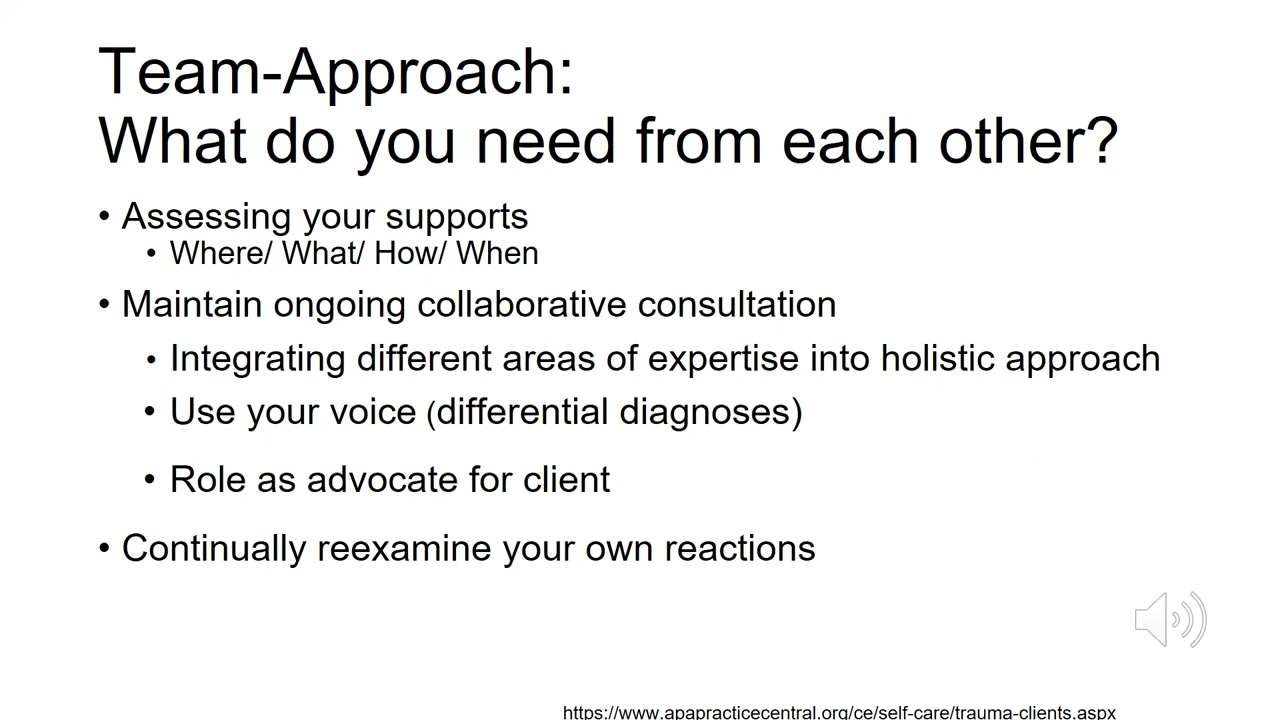 Team-Approach:
What do you need from each other?
• Assessing your supports
• Where/ What/ How/ When
• Maintain ongoing collaborative consultation
• Integrating different areas of expertise into holistic approach
• Use your voice (differential diagnoses)
• Role as advocate for client
• Continually reexamine your own reactions
https://www.apapracticecentral.org/ce/self-care/trauma-clients.aspx